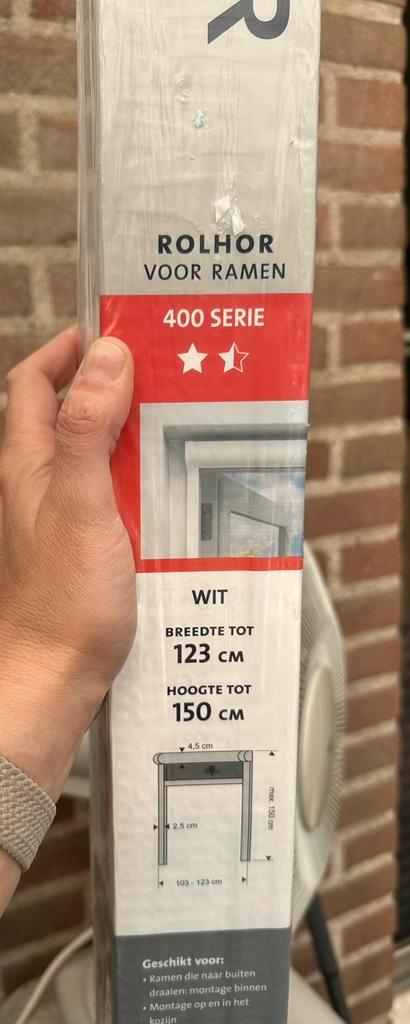 R
ROLHOR
VOOR RAMEN
400 SERIE
WIT
BREEDTE TOT
123 CM
HOOGTE TOT
150 CM
4,5 cm
max. 150 cm
2,5 cm
103 - 123 cm
Geschikt voor:
• Ramen die naar buiten
draaien: montage binnen
• Montage op en in het
kozijn